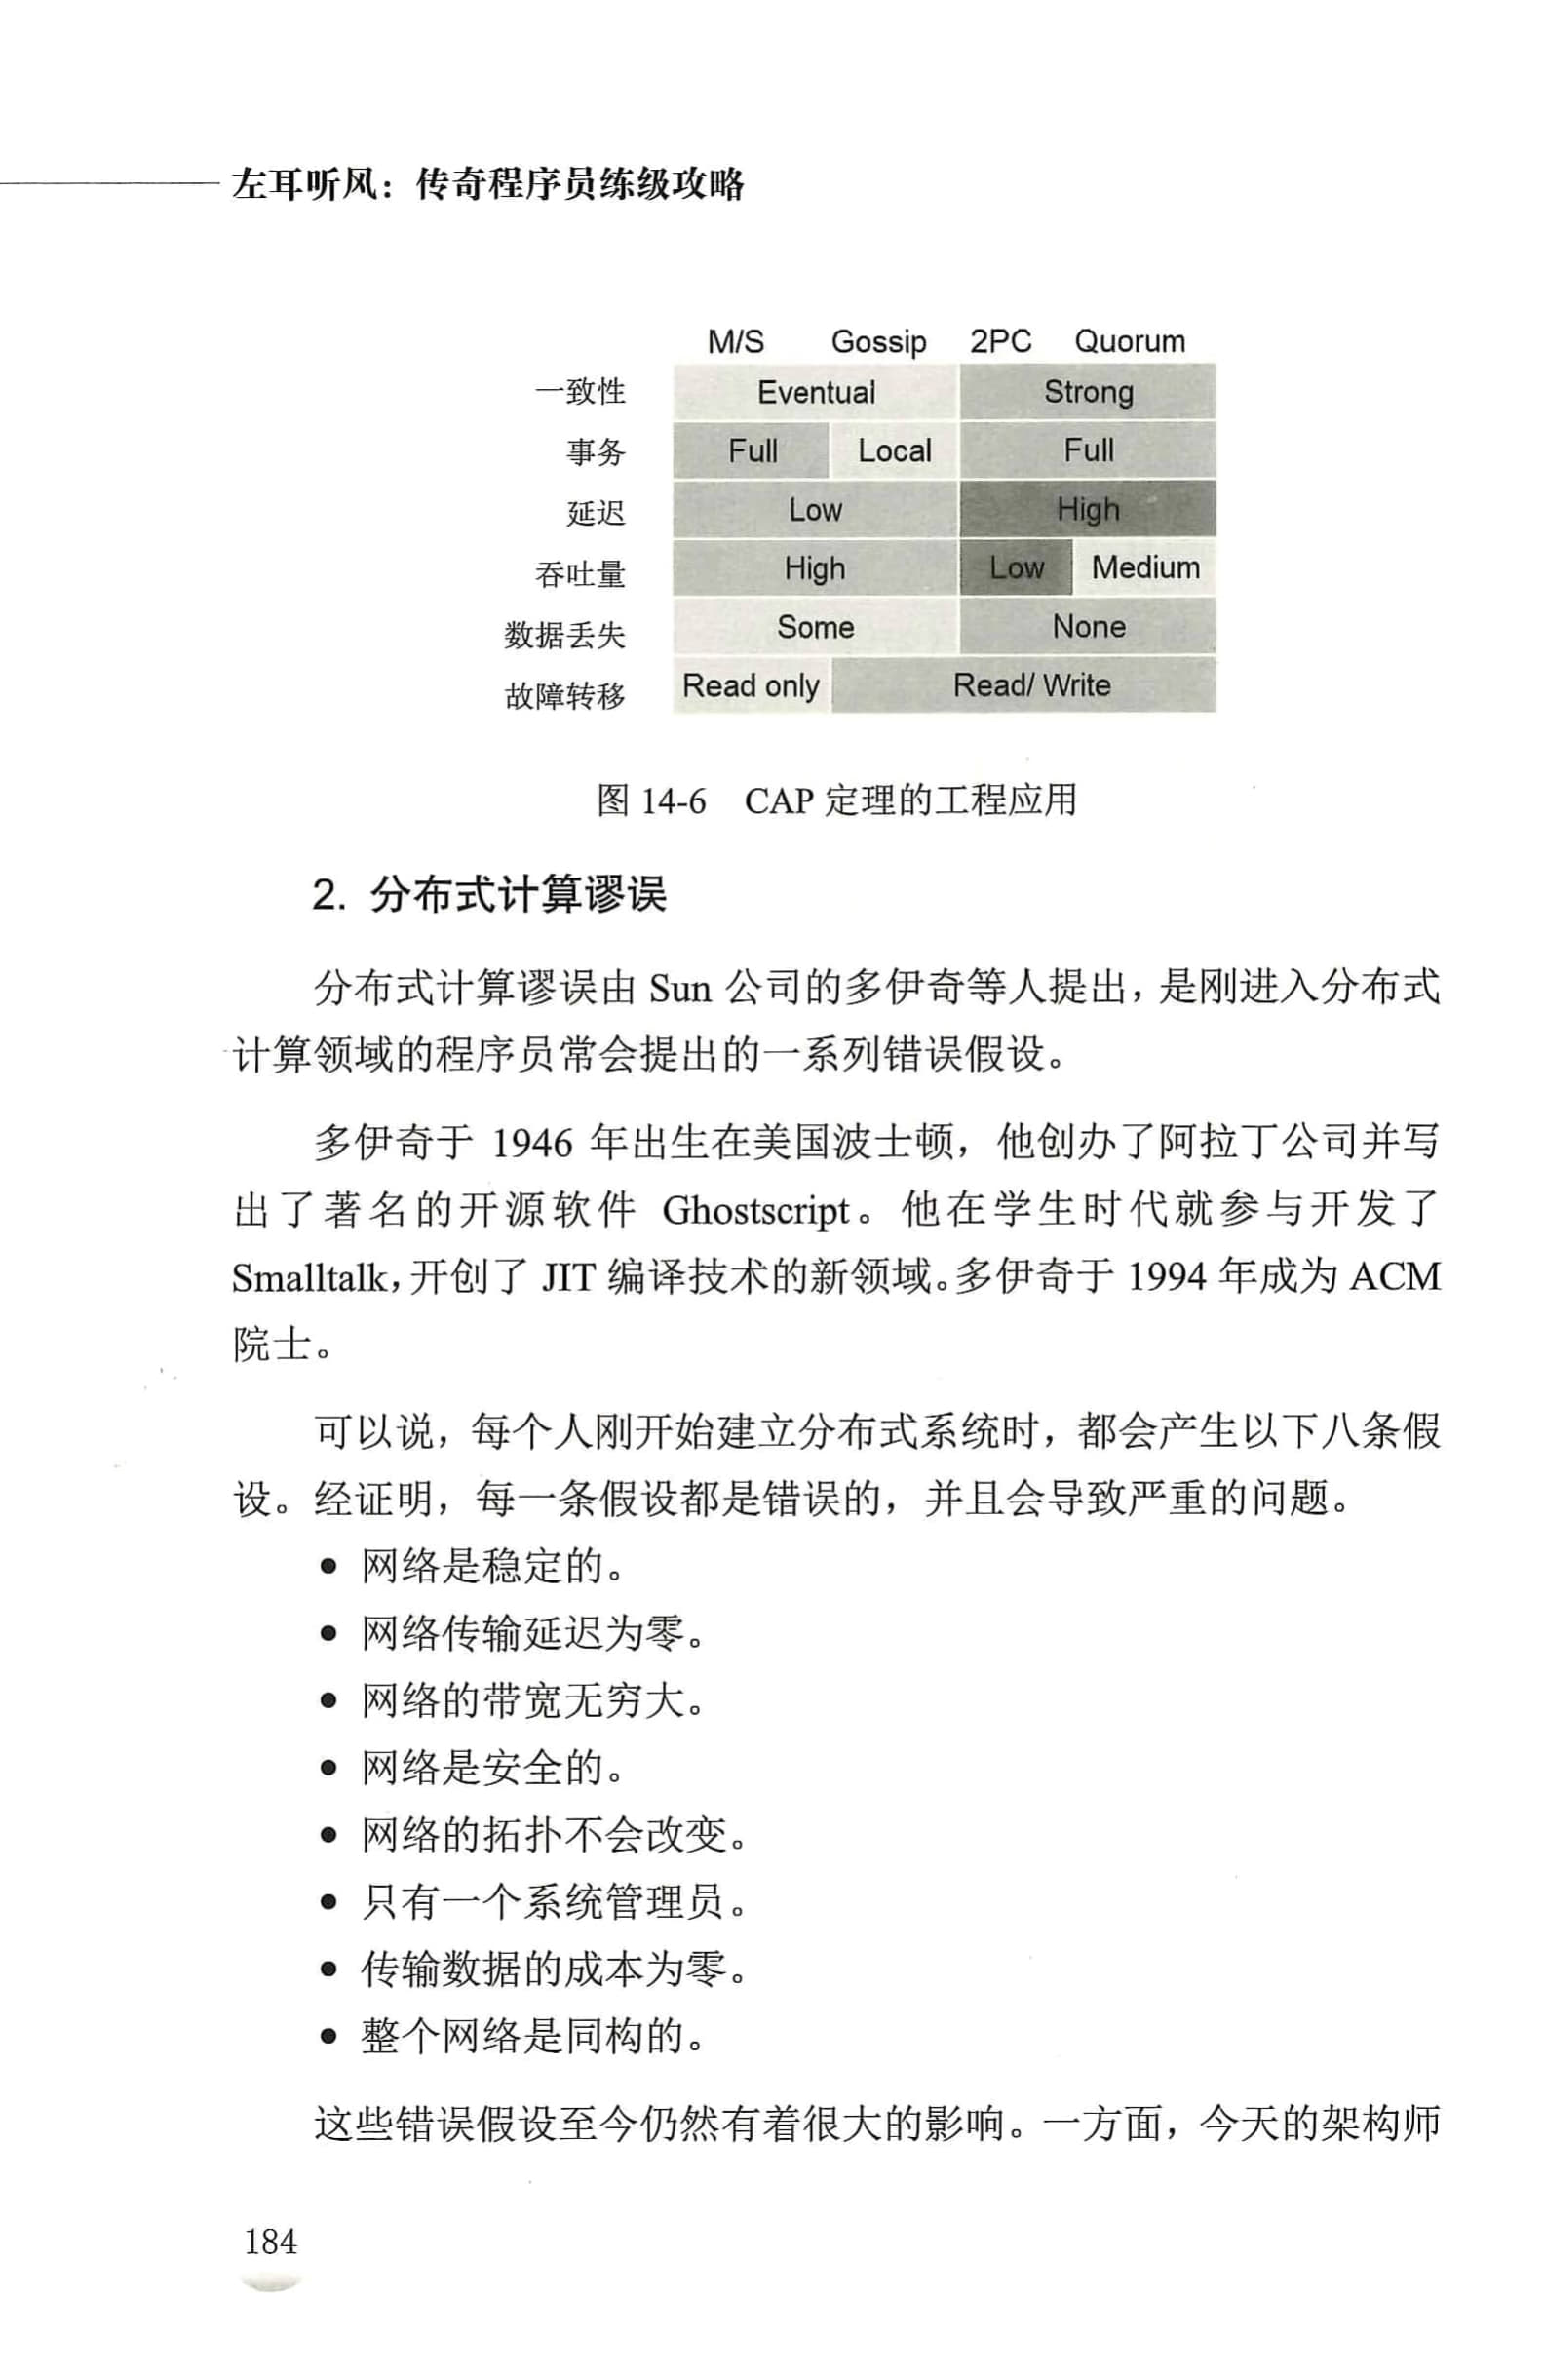 左耳听风：传奇程序员练级攻略
M/S Gossip 2PC Quorum
一致性 Eventual Strong
事务 Full Local Full
延迟 Low High
吞吐量 High Low Medium
数据丢失 Some None
故障转移 Read only Read/ Write
图 14-6 CAP 定理的工程应用
2. 分布式计算谬误
分布式计算谬误由 Sun 公司的多伊奇等人提出，是刚进入分布式
计算领域的程序员常会提出的一系列错误假设。
多伊奇于 1946 年出生在美国波士顿，他创办了阿拉丁公司并写
出了著名的开源软件 Ghostscript。他在学生时代就参与开发了
Smalltalk，开创了 JIT 编译技术的新领域。多伊奇于 1994 年成为 ACM
院士。
可以说，每个人刚开始建立分布式系统时，都会产生以下八条假
设。经证明，每一条假设都是错误的，并且会导致严重的问题。
● 网络是稳定的。
● 网络传输延迟为零。
● 网络的带宽无穷大。
● 网络是安全的。
● 网络的拓扑不会改变。
● 只有一个系统管理员。
● 传输数据的成本为零。
● 整个网络是同构的。
这些错误假设至今仍然有着很大的影响。一方面，今天的架构师
184